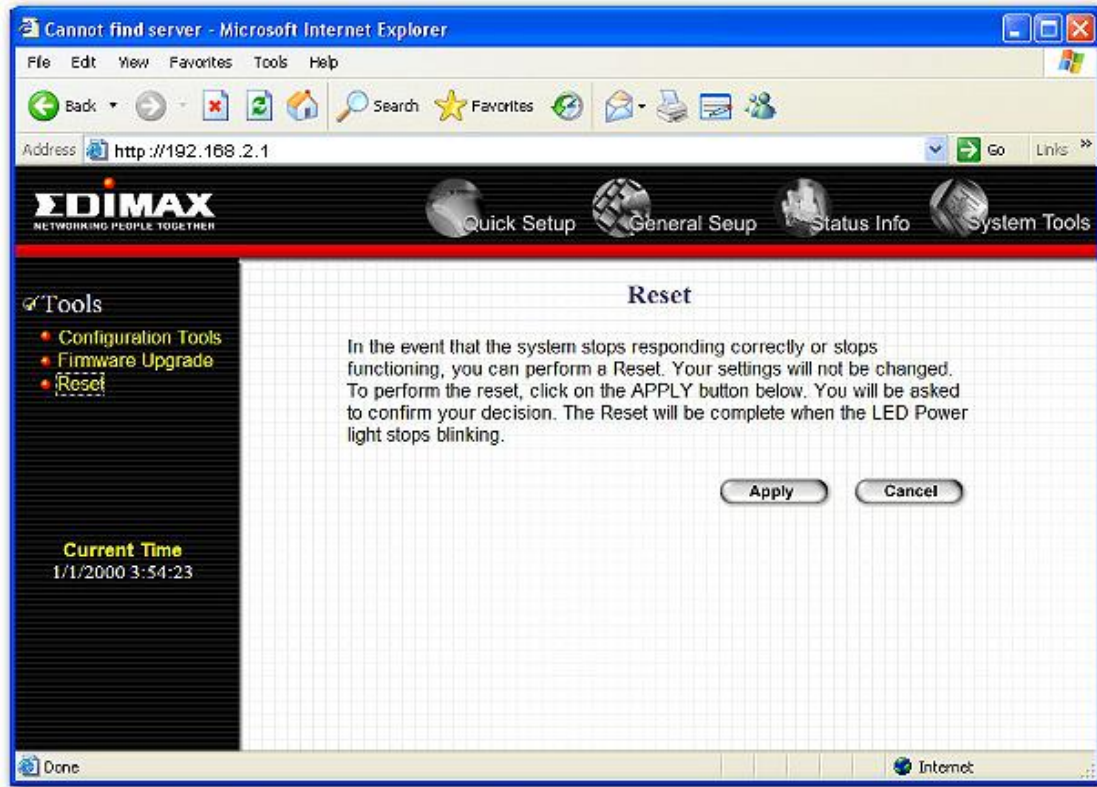 Cannot find server - Microsoft Internet Explorer
File Edit View Favorites Tools Help
Back Search Favorites
Address http://192.168.2.1 Go Links »
EDIMAX
NETWORKING PEOPLE TOGETHER
Quick Setup General Seup Status Info System Tools
Tools
Configuration Tools
Firmware Upgrade
Reset
Current Time
1/1/2000 3:54:23
Reset
In the event that the system stops responding correctly or stops
functioning, you can perform a Reset. Your settings will not be changed.
To perform the reset, click on the APPLY button below. You will be asked
to confirm your decision. The Reset will be complete when the LED Power
light stops blinking.
Apply Cancel
Done Internet